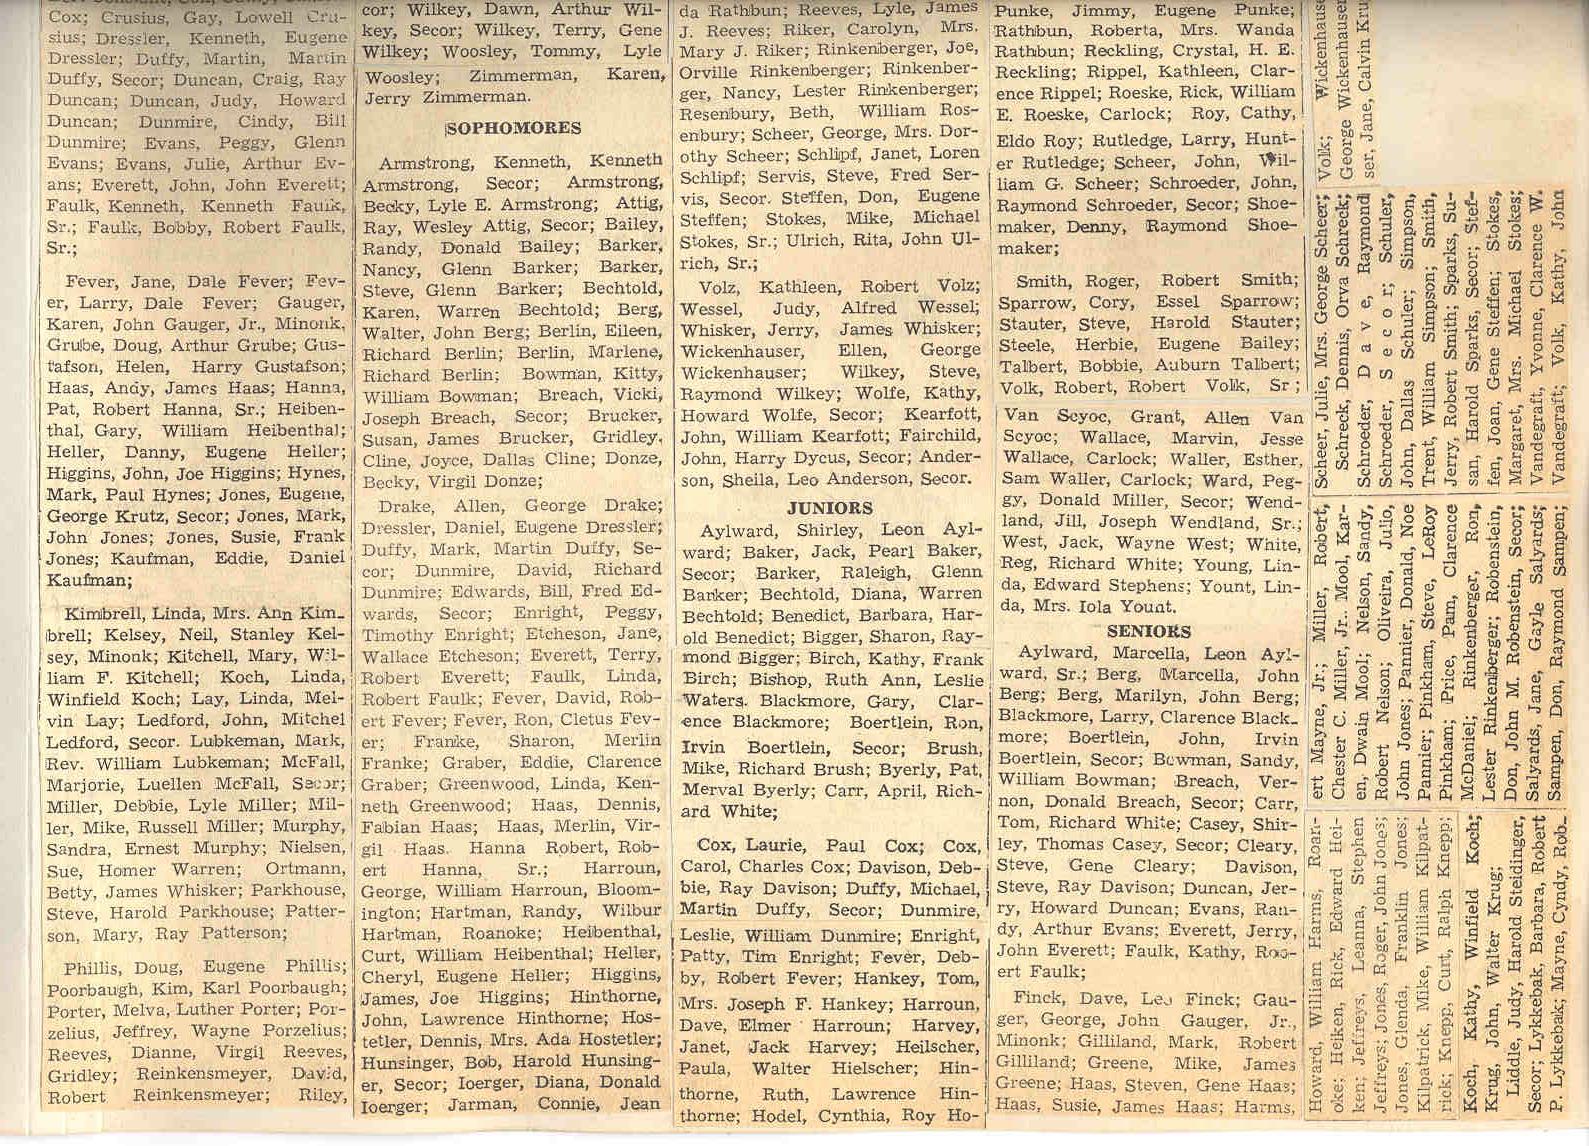 Cox; Crusius, Gay, Lowell Cru-
sius; Dressler, Kenneth, Eugene
Dressler; Duffy, Martin, Martin
Duffy, Secor; Duncan, Craig, Ray
Duncan; Duncan, Judy, Howard
Duncan; Dunmire, Cindy, Bill
Dunmire; Evans, Peggy, Glenn
Evans; Evans, Julie, Arthur Ev-
ans; Everett, John, John Everett;
Faulk, Kenneth, Kenneth Faulk,
Sr.; Faulk, Bobby, Robert Faulk,
Sr.;
Fever, Jane, Dale Fever; Fev-
er, Larry, Dale Fever; Gauger,
Karen, John Gauger, Jr., Minonk,
Grube, Doug, Arthur Grube; Gus-
tafson, Helen, Harry Gustafson;
Haas, Andy, James Haas; Hanna,
Pat, Robert Hanna, Sr.; Heiben-
thal, Gary, William Heibenthal;
Heller, Danny, Eugene Heller;
Higgins, John, Joe Higgins; Hynes,
Mark, Paul Hynes; Jones, Eugene,
George Krutz, Secor; Jones, Mark,
John Jones; Jones, Susie, Frank
Jones; Kaufman, Eddie, Daniel
Kaufman;
Kimbrell, Linda, Mrs. Ann Kim-
brell; Kelsey, Neil, Stanley Kel-
sey, Minonk; Kitchell, Mary, Wil-
liam F. Kitchell; Koch, Linda,
Winfield Koch; Lay, Linda, Mel-
vin Lay; Ledford, John, Mitchel
Ledford, Secor. Lubkeman, Mark,
Rev. William Lubkeman; McFall,
Marjorie, Luellen McFall, Secor;
Miller, Debbie, Lyle Miller; Mil-
ler, Mike, Russell Miller; Murphy,
Sandra, Ernest Murphy; Nielsen,
Sue, Homer Warren; Ortmann,
Betty, James Whisker; Parkhouse,
Steve, Harold Parkhouse; Patter-
son, Mary, Ray Patterson;
Phillis, Doug, Eugene Phillis;
Poorbaugh, Kim, Karl Poorbaugh;
Porter, Melva, Luther Porter; Por-
zelius, Jeffrey, Wayne Porzelius;
Reeves, Dianne, Virgil Reeves,
Gridley; Reinkensmeyer, David,
Robert Reinkensmeyer; Riley,
cor; Wilkey, Dawn, Arthur Wil-
key, Secor; Wilkey, Terry, Gene
Wilkey; Woosley, Tommy, Lyle
Woosley; Zimmerman, Karen,
Jerry Zimmerman.
SOPHOMORES
Armstrong, Kenneth, Kenneth
Armstrong, Secor; Armstrong,
Becky, Lyle E. Armstrong; Attig,
Ray, Wesley Attig, Secor; Bailey,
Randy, Donald Bailey; Barker,
Nancy, Glenn Barker; Barker,
Steve, Glenn Barker; Bechtold,
Karen, Warren Bechtold; Berg,
Walter, John Berg; Berlin, Eileen,
Richard Berlin; Berlin, Marlene,
Richard Berlin; Bowman, Kitty,
William Bowman; Breach, Vicki,
Joseph Breach, Secor; Brucker,
Susan, James Brucker, Gridley.
Cline, Joyce, Dallas Cline; Donze,
Becky, Virgil Donze;
Drake, Allen, George Drake;
Dressler, Daniel, Eugene Dressler;
Duffy, Mark, Martin Duffy, Se-
cor; Dunmire, David, Richard
Dunmire; Edwards, Bill, Fred Ed-
wards, Secor; Enright, Peggy,
Timothy Enright; Etcheson, Jane,
Wallace Etcheson; Everett, Terry,
Robert Everett; Faulk, Linda,
Robert Faulk; Fever, David, Rob-
ert Fever; Fever, Ron, Cletus Fev-
er; Franke, Sharon, Merlin
Franke; Graber, Eddie, Clarence
Graber; Greenwood, Linda, Ken-
neth Greenwood; Haas, Dennis,
Fabian Haas; Haas, Merlin, Vir-
gil Haas. Hanna Robert, Rob-
ert Hanna, Sr.; Harroun,
George, William Harroun, Bloom-
ington; Hartman, Randy, Wilbur
Hartman, Roanoke; Heibenthal,
Curt, William Heibenthal; Heller,
Cheryl, Eugene Heller; Higgins,
James, Joe Higgins; Hinthorne,
John, Lawrence Hinthorne; Hos-
tetler, Dennis, Mrs. Ada Hostetler;
Hunsinger, Bob, Harold Hunsing-
er, Secor; Ioerger, Diana, Donald
Ioerger; Jarman, Connie, Jean
da Rathbun; Reeves, Lyle, James
J. Reeves; Riker, Carolyn, Mrs.
Mary J. Riker; Rinkenberger, Joe,
Orville Rinkenberger; Rinkenber-
ger, Nancy, Lester Rinkenberger;
Resenbury, Beth, William Ros-
enbury; Scheer, George, Mrs. Dor-
othy Scheer; Schlipf, Janet, Loren
Schlipf; Servis, Steve, Fred Ser-
vis, Secor. Steffen, Don, Eugene
Steffen; Stokes, Mike, Michael
Stokes, Sr.; Ulrich, Rita, John Ul-
rich, Sr.;
Volz, Kathleen, Robert Volz;
Wessel, Judy, Alfred Wessel;
Whisker, Jerry, James Whisker;
Wickenhauser, Ellen, George
Wickenhauser; Wilkey, Steve,
Raymond Wilkey; Wolfe, Kathy,
Howard Wolfe, Secor; Kearfott,
John, William Kearfott; Fairchild,
John, Harry Dycus, Secor; Ander-
son, Sheila, Leo Anderson, Secor.
JUNIORS
Aylward, Shirley, Leon Ayl-
ward; Baker, Jack, Pearl Baker,
Secor; Barker, Raleigh, Glenn
Barker; Bechtold, Diana, Warren
Bechtold; Benedict, Barbara, Har-
old Benedict; Bigger, Sharon, Ray-
mond Bigger; Birch, Kathy, Frank
Birch; Bishop, Ruth Ann, Leslie
Waters. Blackmore, Gary, Clar-
ence Blackmore; Boertlein, Ron,
Irvin Boertlein, Secor; Brush,
Mike, Richard Brush; Byerly, Pat,
Merval Byerly; Carr, April, Rich-
ard White;
Cox, Laurie, Paul Cox; Cox,
Carol, Charles Cox; Davison, Deb-
bie, Ray Davison; Duffy, Michael,
Martin Duffy, Secor; Dunmire,
Leslie, William Dunmire; Enright,
Patty, Tim Enright; Fever, Deb-
by, Robert Fever; Hankey, Tom,
Mrs. Joseph F. Hankey; Harroun,
Dave, Elmer Harroun; Harvey,
Janet, Jack Harvey; Heilscher,
Paula, Walter Hielscher; Hin-
thorne, Ruth, Lawrence Hin-
thorne; Hodel, Cynthia, Roy Ho-
Punke, Jimmy, Eugene Punke;
Rathbun, Roberta, Mrs. Wanda
Rathbun; Reckling, Crystal, H. E.
Reckling; Rippel, Kathleen, Clar-
ence Rippel; Roeske, Rick, William
E. Roeske, Carlock; Roy, Cathy,
Eldo Roy; Rutledge, Larry, Hunt-
er Rutledge; Scheer, John, Wil-
liam G. Scheer; Schroeder, John,
Raymond Schroeder, Secor; Shoe-
maker, Denny, Raymond Shoe-
maker;
Smith, Roger, Robert Smith;
Sparrow, Cory, Essel Sparrow;
Stauter, Steve, Harold Stauter;
Steele, Herbie, Eugene Bailey;
Talbert, Bobbie, Auburn Talbert;
Volk, Robert, Robert Volk, Sr;
Van Scyoc, Grant, Allen Van
Scyoc; Wallace, Marvin, Jesse
Wallace, Carlock; Waller, Esther,
Sam Waller, Carlock; Ward, Peg-
gy, Donald Miller, Secor; Wend-
land, Jill, Joseph Wendland, Sr.;
West, Jack, Wayne West; White,
Reg, Richard White; Young, Lin-
da, Edward Stephens; Yount, Lin-
da, Mrs. Iola Yount.
SENIORS
Aylward, Marcella, Leon Ayl-
ward, Sr.; Berg, Marcella, John
Berg; Berg, Marilyn, John Berg;
Blackmore, Larry, Clarence Black-
more; Boertlein, John, Irvin
Boertlein, Secor; Bowman, Sandy,
William Bowman; Breach, Ver-
non, Donald Breach, Secor; Carr,
Tom, Richard White; Casey, Shir-
ley, Thomas Casey, Secor; Cleary,
Steve, Gene Cleary; Davison,
Steve, Ray Davison; Duncan, Jer-
ry, Howard Duncan; Evans, Ran-
dy, Arthur Evans; Everett, Jerry,
John Everett; Faulk, Kathy, Rob-
ert Faulk;
Finck, Dave, Leo Finck; Gau-
ger, George, John Gauger, Jr.,
Minonk; Gilliland, Mark, Robert
Gilliland; Greene, Mike, James
Greene; Haas, Steven, Gene Haas;
Haas, Susie, James Haas; Harms,
Howard, William Harms, Roan-
oke; Heiken, Rick, Edward Hei-
ken; Jeffreys, Leanna, Stephen
Jeffreys; Jones, Roger, John Jones;
Jones, Glenda, Franklin Jones;
Kilpatrick, Mike, William Kilpat-
rick; Knepp, Curt, Ralph Knepp;
Koch, Kathy, Winfield Koch;
Krug, John, Walter Krug;
Liddle, Judy, Harold Steidinger,
Secor; Lykkebak, Barbara, Robert
P. Lykkebak; Mayne, Cyndy, Rob-
ert Mayne, Jr.; Miller, Robert,
Chester C. Miller, Jr.. Mool, Kar-
en, Dwain Mool; Nelson, Sandy,
Robert Nelson; Oliveira, Julio,
John Jones; Pannier, Donald, Noe
Pannier; Pinkham, Steve, LeRoy
Pinkham; Price, Pam, Clarence
McDaniel; Rinkenberger, Ron,
Lester Rinkenberger; Robenstein,
Don, John M. Robenstein, Secor;
Salyards, Jane, Gayle Salyards;
Sampen, Don, Raymond Sampen;
Scheer, Julie, Mrs. George Scheer;
Schreck, Dennis, Orva Schreck;
Schroeder, Dave, Raymond
Schroeder, Secor; Schuler,
John, Dallas Schuler; Simpson,
Trent, William Simpson; Smith,
Jerry, Robert Smith; Sparks, Su-
san, Harold Sparks, Secor; Stef-
fen, Joan, Gene Steffen; Stokes,
Margaret, Mrs. Michael Stokes;
Vandegraft, Yvonne, Clarence W.
Vandegraft; Volk, Kathy, John
Volk; Wickenhauser
George Wickenhauser
ser, Jane, Calvin Kru